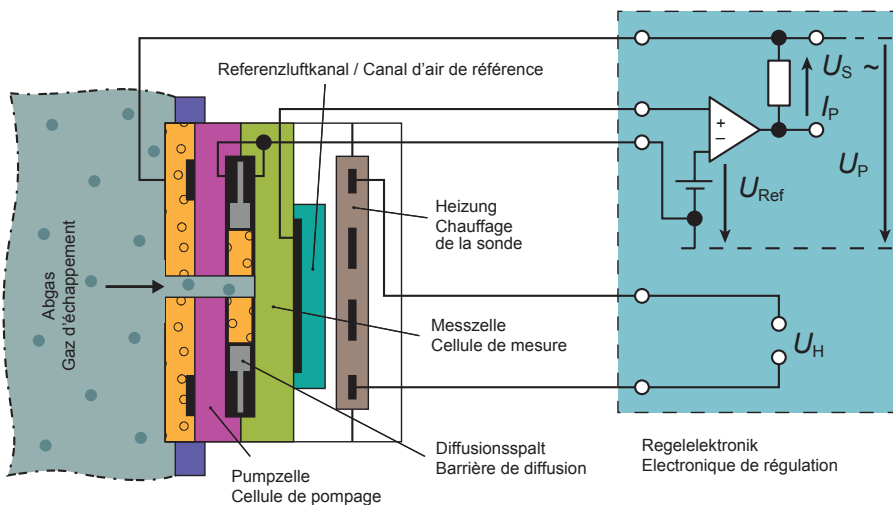 Referenzluftkanal / Canal d'air de référence
Abgas
Gaz d'échappement
Heizung
Chauffage
de la sonde
Messzelle
Cellule de mesure
Diffusionsspalt
Barrière de diffusion
Pumpzelle
Cellule de pompage
U_S ~
I_P
U_P
+
−
U_Ref
U_H
Regelelektronik
Electronique de régulation